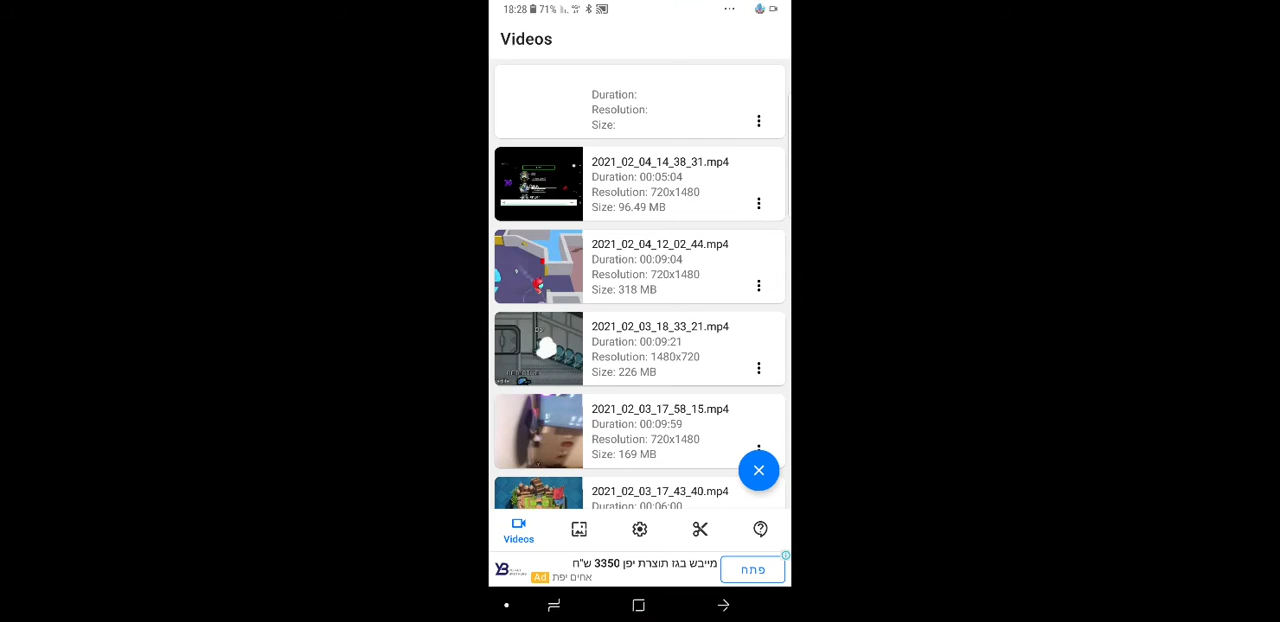 18:28 71%
Videos
Duration:
Resolution:
Size:
2021_02_04_14_38_31.mp4
Duration: 00:05:04
Resolution: 720x1480
Size: 96.49 MB
2021_02_04_12_02_44.mp4
Duration: 00:09:04
Resolution: 720x1480
Size: 318 MB
2021_02_03_18_33_21.mp4
Duration: 00:09:21
Resolution: 1480x720
Size: 226 MB
2021_02_03_17_58_15.mp4
Duration: 00:09:59
Resolution: 720x1480
Size: 169 MB
2021_02_03_17_43_40.mp4
Duration: 00:06:00
Videos
מייבש בגז תוצרת יפן 3350 ש"ח
Ad אחים יפת
פתח